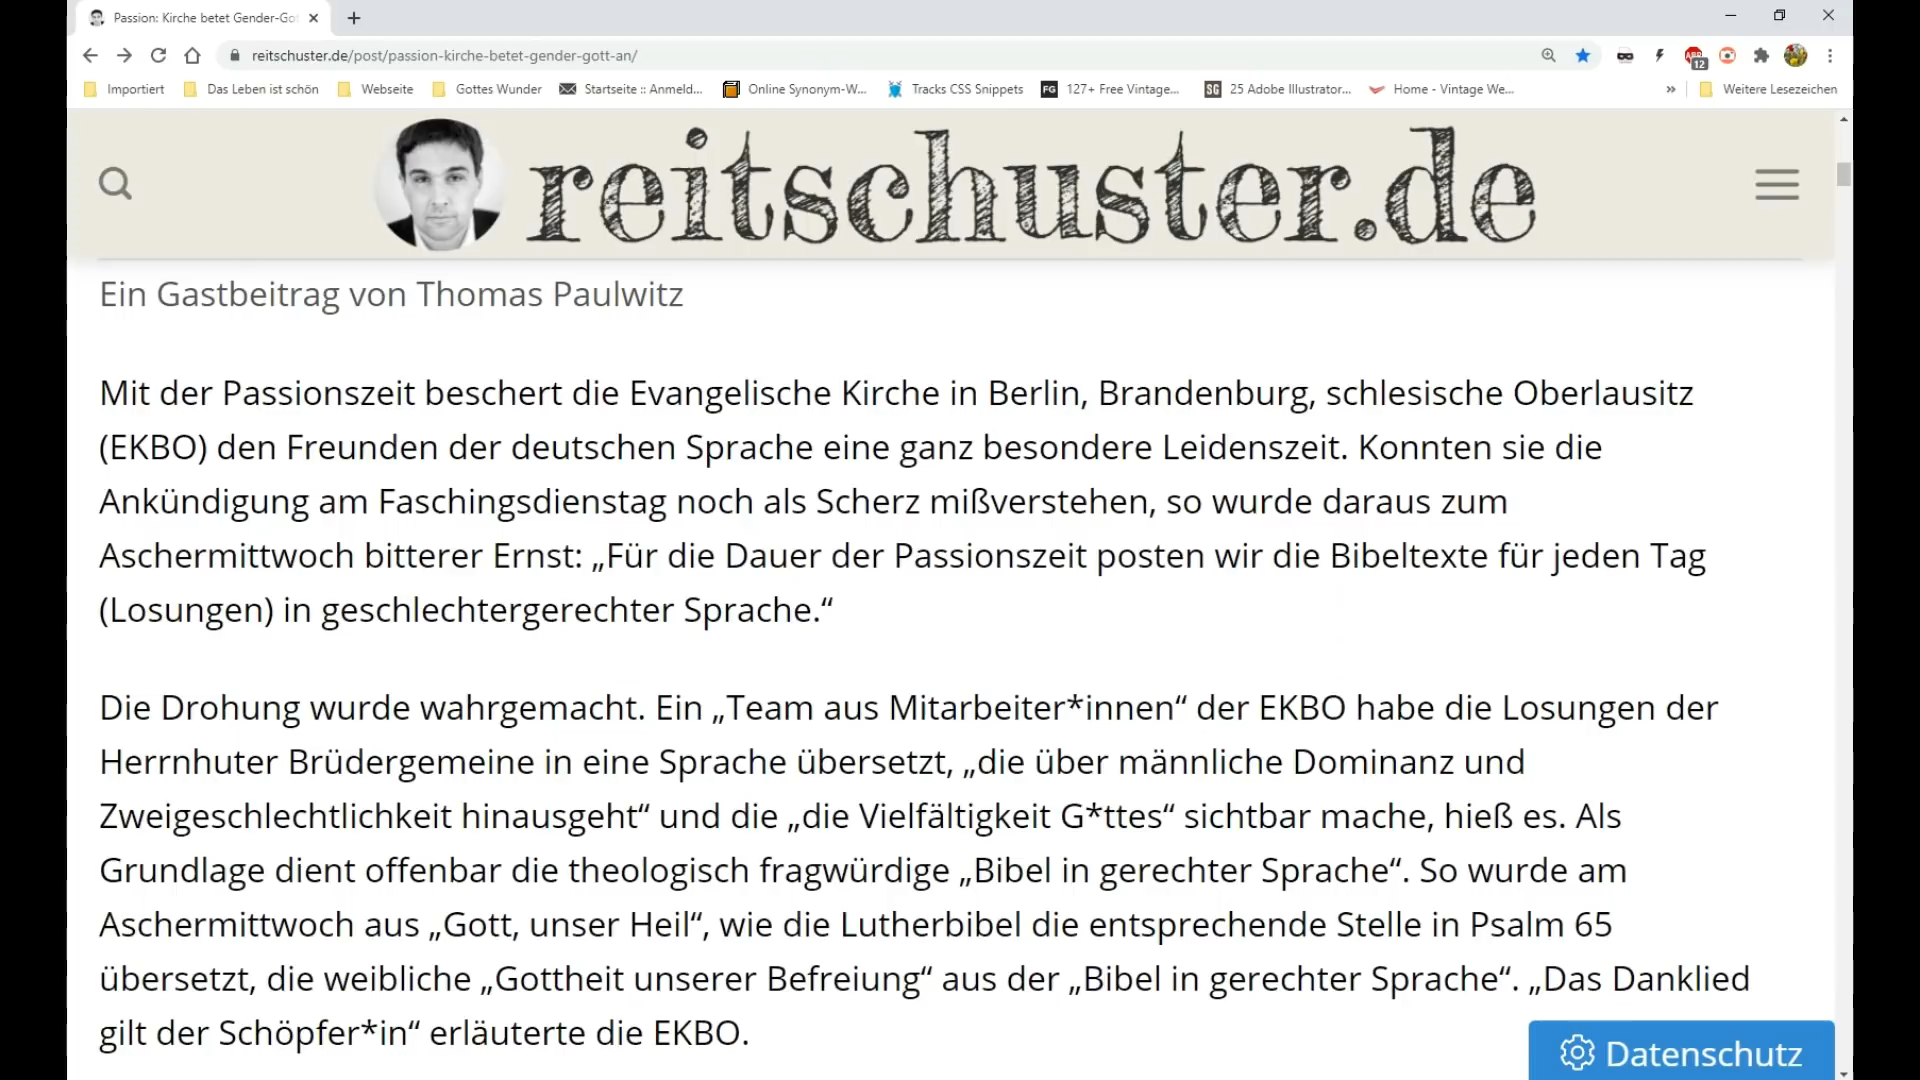 Passion: Kirche betet Gender-Go
reitschuster.de/post/passion-kirche-betet-gender-gott-an/
ABP
12
Importiert
Das Leben ist schön
Webseite
Gottes Wunder
Startseite :: Anmeld...
Online Synonym-W...
Tracks CSS Snippets
FG
127+ Free Vintage...
SG
25 Adobe Illustrator...
Home - Vintage We...
»
Weitere Lesezeichen
reitschuster.de
Ein Gastbeitrag von Thomas Paulwitz
Mit der Passionszeit beschert die Evangelische Kirche in Berlin, Brandenburg, schlesische Oberlausitz
(EKBO) den Freunden der deutschen Sprache eine ganz besondere Leidenszeit. Konnten sie die
Ankündigung am Faschingsdienstag noch als Scherz mißverstehen, so wurde daraus zum
Aschermittwoch bitterer Ernst: „Für die Dauer der Passionszeit posten wir die Bibeltexte für jeden Tag
(Losungen) in geschlechtergerechter Sprache.“
Die Drohung wurde wahrgemacht. Ein „Team aus Mitarbeiter*innen“ der EKBO habe die Losungen der
Herrnhuter Brüdergemeine in eine Sprache übersetzt, „die über männliche Dominanz und
Zweigeschlechtlichkeit hinausgeht“ und die „die Vielfältigkeit G*ttes“ sichtbar mache, hieß es. Als
Grundlage dient offenbar die theologisch fragwürdige „Bibel in gerechter Sprache“. So wurde am
Aschermittwoch aus „Gott, unser Heil“, wie die Lutherbibel die entsprechende Stelle in Psalm 65
übersetzt, die weibliche „Gottheit unserer Befreiung“ aus der „Bibel in gerechter Sprache“. „Das Danklied
gilt der Schöpfer*in“ erläuterte die EKBO.
Datenschutz